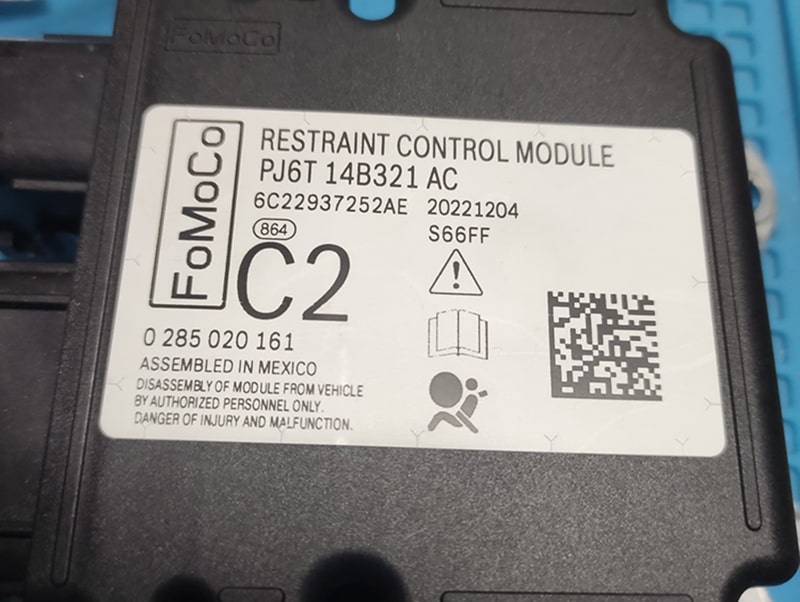 FoMoCo
FoMoCo
RESTRAINT CONTROL MODULE
PJ6T 14B321 AC
6C22937252AE 20221204
864 S66FF
C2
0 285 020 161
ASSEMBLED IN MEXICO
DISASSEMBLY OF MODULE FROM VEHICLE
BY AUTHORIZED PERSONNEL ONLY.
DANGER OF INJURY AND MALFUNCTION.